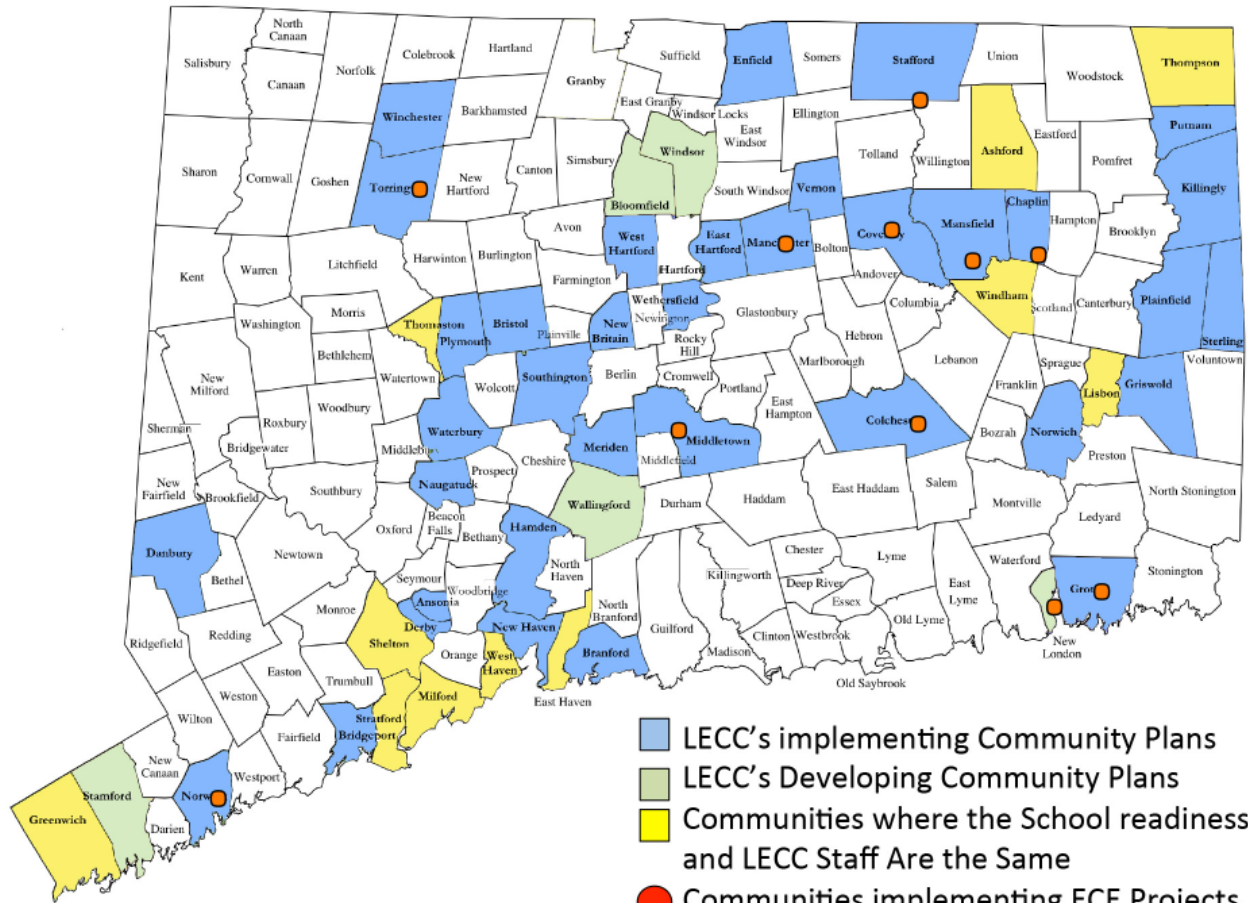 North
Canaan
Salisbury
Canaan
Norfolk
Colebrook
Hartland
Granby
Suffield
Enfield
Somers
Stafford
Union
Woodstock
Thompson
Winchester
Barkhamsted
East Granby
Windsor Locks
East
Windsor
Ellington
Tolland
Willington
Ashford
Eastford
Pomfret
Putnam
Killingly
Sharon
Cornwall
Goshen
New
Hartford
Canton
Simsbury
Bloomfield
Windsor
South Windsor
Vernon
Coventry
Mansfield
Chaplin
Hampton
Brooklyn
Kent
Warren
Litchfield
Harwinton
Burlington
Avon
Farmington
West
Hartford
Hartford
East
Hartford
Bolton
Andover
Columbia
Windham
Scotland
Canterbury
Plainfield
Sterling
Washington
Morris
Bethlehem
Watertown
Thomaston
Plymouth
Bristol
Plainville
New
Britain
Wethersfield
Newington
Rocky
Hill
Glastonbury
Hebron
Marlborough
Lebanon
Franklin
Sprague
Lisbon
Griswold
Voluntown
New
Milford
Sherman
Roxbury
Woodbury
Bridgewater
Wolcott
Southington
Berlin
Cromwell
Portland
East
Hampton
Bozrah
Norwich
Preston
Waterbury
Cheshire
Meriden
Middlefield
Middletown
New
Fairfield
Brookfield
Southbury
Naugatuck
Prospect
Wallingford
Durham
Haddam
East Haddam
Salem
Montville
Ledyard
North Stonington
Danbury
Bethel
Newtown
Oxford
Beacon
Falls
Bethany
Hamden
North
Haven
Killingworth
Chester
Deep River
Essex
Lyme
East
Lyme
Waterford
Stonington
Ridgefield
Redding
Monroe
Seymour
Woodbridge
Ansonia
Derby
Shelton
Orange
New Haven
West
Haven
East Haven
North
Branford
Branford
Guilford
Madison
Clinton
Westbrook
Old Lyme
Old Saybrook
New
London
Wilton
Weston
Easton
Trumbull
Milford
Stratford
Bridgeport
Fairfield
New
Canaan
Westport
Darien
Stamford
Greenwich
LECC's implementing Community Plans
LECC's Developing Community Plans
Communities where the School readiness
and LECC Staff Are the Same
Communities implementing ECE Projects